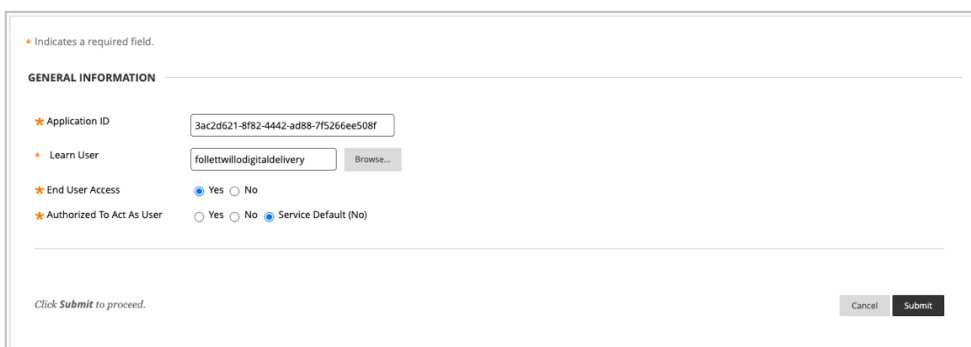 * Indicates a required field.
GENERAL INFORMATION
* Application ID 3ac2d621-8f82-4442-ad88-7f5266ee508f
* Learn User follettwillodigitaldelivery Browse...
* End User Access Yes No
* Authorized To Act As User Yes No Service Default (No)
Click Submit to proceed. Cancel Submit